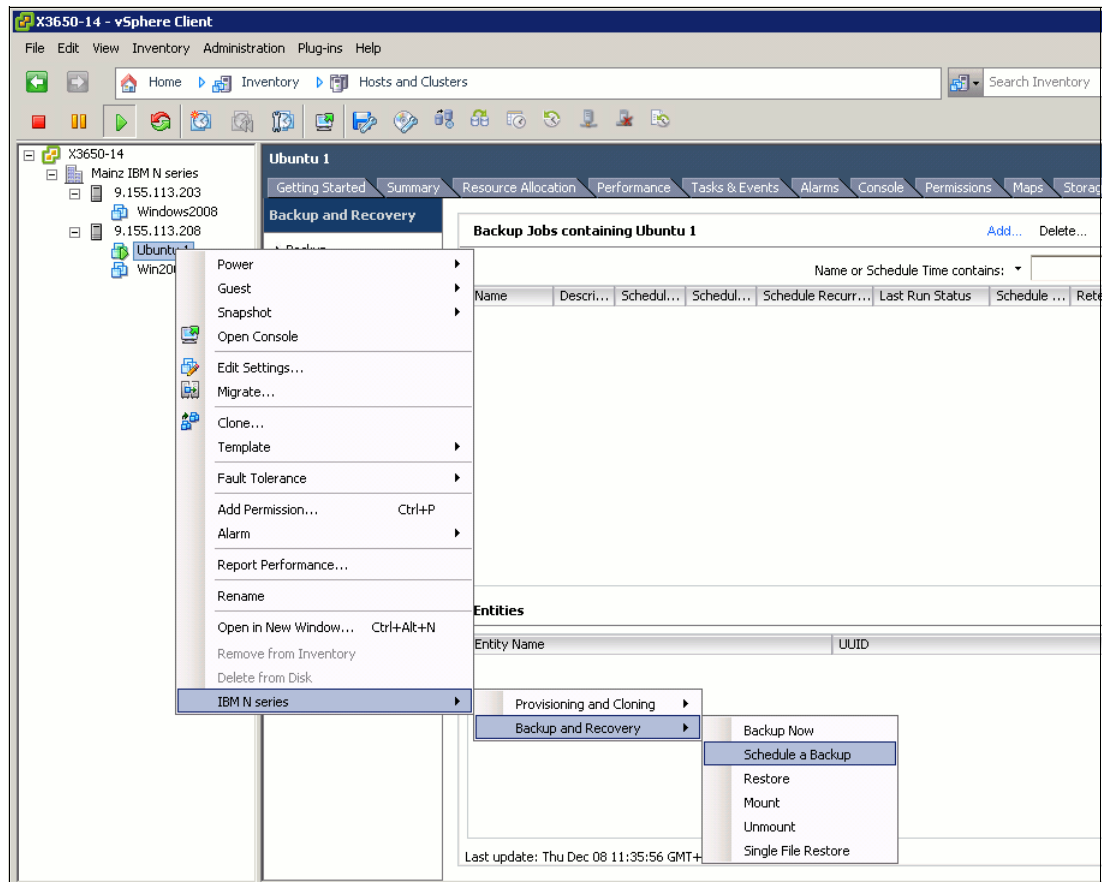 X3650-14 - vSphere Client
File Edit View Inventory Administration Plug-ins Help
Home Inventory Hosts and Clusters Search Inventory
X3650-14
Mainz IBM N series
9.155.113.203
Windows2008
9.155.113.208
Ubuntu 1
Win20
Ubuntu 1
Getting Started Summary Resource Allocation Performance Tasks & Events Alarms Console Permissions Maps Storag
Backup and Recovery
Backup
Backup Jobs containing Ubuntu 1 Add... Delete...
Name or Schedule Time contains:
Name Descri... Schedul... Schedul... Schedule Recurr... Last Run Status Schedule ... Rete
Power
Guest
Snapshot
Open Console
Edit Settings...
Migrate...
Clone...
Template
Fault Tolerance
Add Permission... Ctrl+P
Alarm
Report Performance...
Rename
Open in New Window... Ctrl+Alt+N
Remove from Inventory
Delete from Disk
IBM N series
Entities
Entity Name UUID
Provisioning and Cloning
Backup and Recovery
Backup Now
Schedule a Backup
Restore
Mount
Unmount
Single File Restore
Last update: Thu Dec 08 11:35:56 GMT+